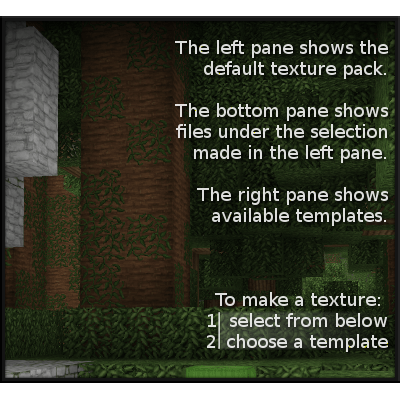 The left pane shows the
default texture pack.
The bottom pane shows
files under the selection
made in the left pane.
The right pane shows
available templates.
To make a texture:
1| select from below
2| choose a template